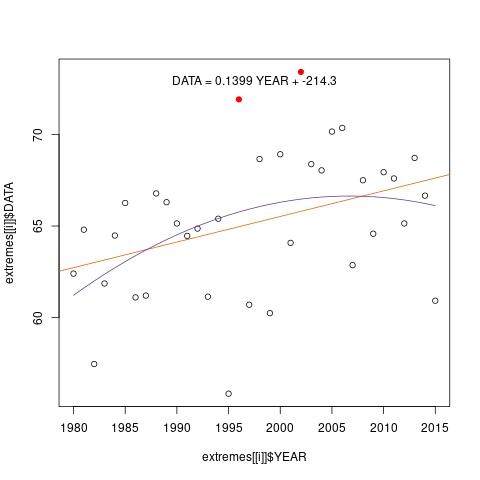 DATA = 0.1399 YEAR + -214.3
extremes[[i]]$DATA
70
65
60
1980 1985 1990 1995 2000 2005 2010 2015
extremes[[i]]$YEAR